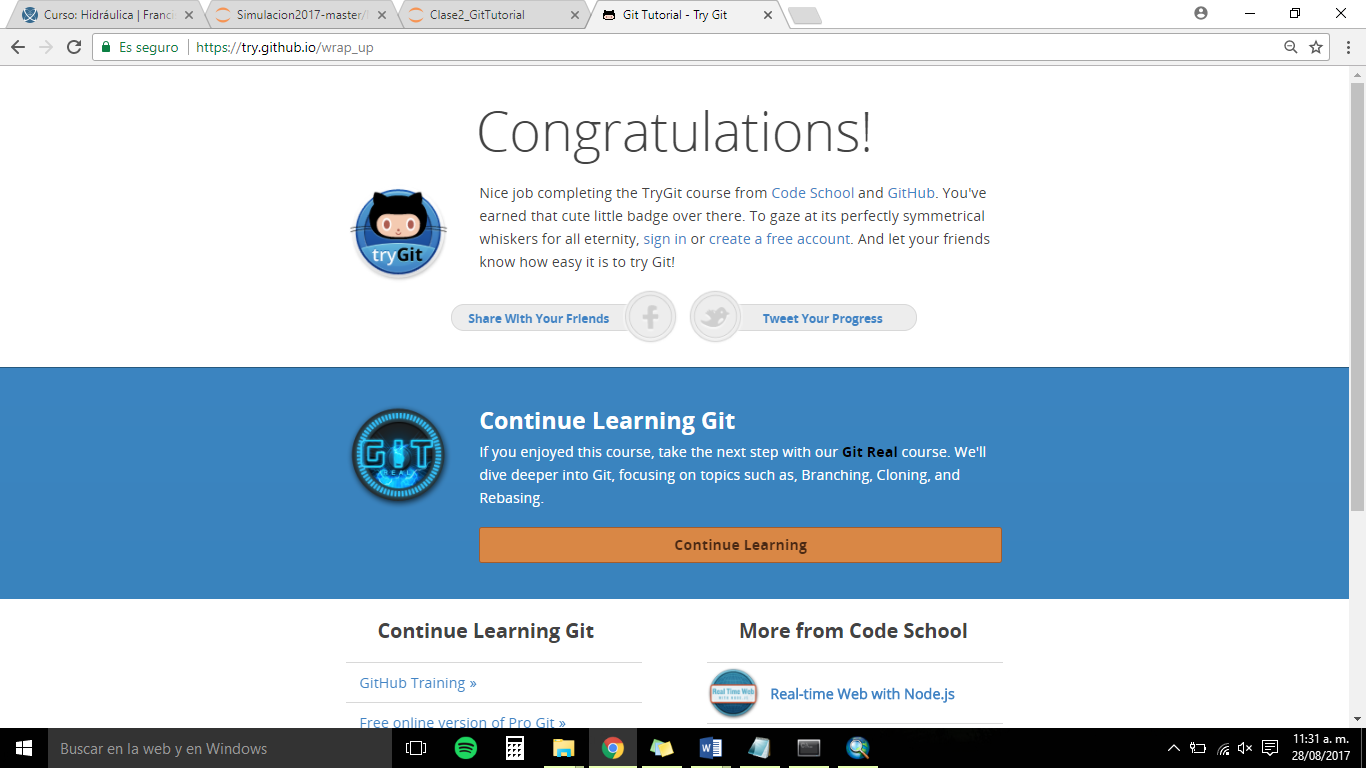 Curso: Hidráulica | Franci
Simulacion2017-master/
Clase2_GitTutorial
Git Tutorial - Try Git
Es seguro
https://try.github.io/wrap_up
Congratulations!
Nice job completing the TryGit course from Code School and GitHub. You've
earned that cute little badge over there. To gaze at its perfectly symmetrical
whiskers for all eternity, sign in or create a free account. And let your friends
know how easy it is to try Git!
tryGit
Share With Your Friends
Tweet Your Progress
GIT
REAL
Continue Learning Git
If you enjoyed this course, take the next step with our Git Real course. We'll
dive deeper into Git, focusing on topics such as, Branching, Cloning, and
Rebasing.
Continue Learning
Continue Learning Git
GitHub Training »
Free online version of Pro Git »
More from Code School
Real Time Web
WITH NODE.JS
Real-time Web with Node.js
Buscar en la web y en Windows
11:31 a. m.
28/08/2017